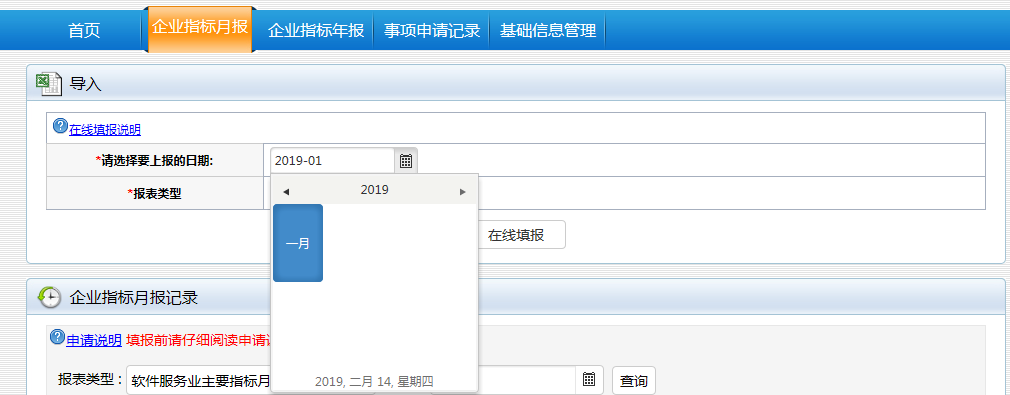 首页 企业指标月报 企业指标年报 事项申请记录 基础信息管理
导入
在线填报说明
*请选择要上报的日期: 2019-01
*报表类型 2019
一月
在线填报
企业指标月报记录
申请说明 填报前请仔细阅读申请
报表类型: 软件服务业主要指标月 查询
2019, 二月 14, 星期四